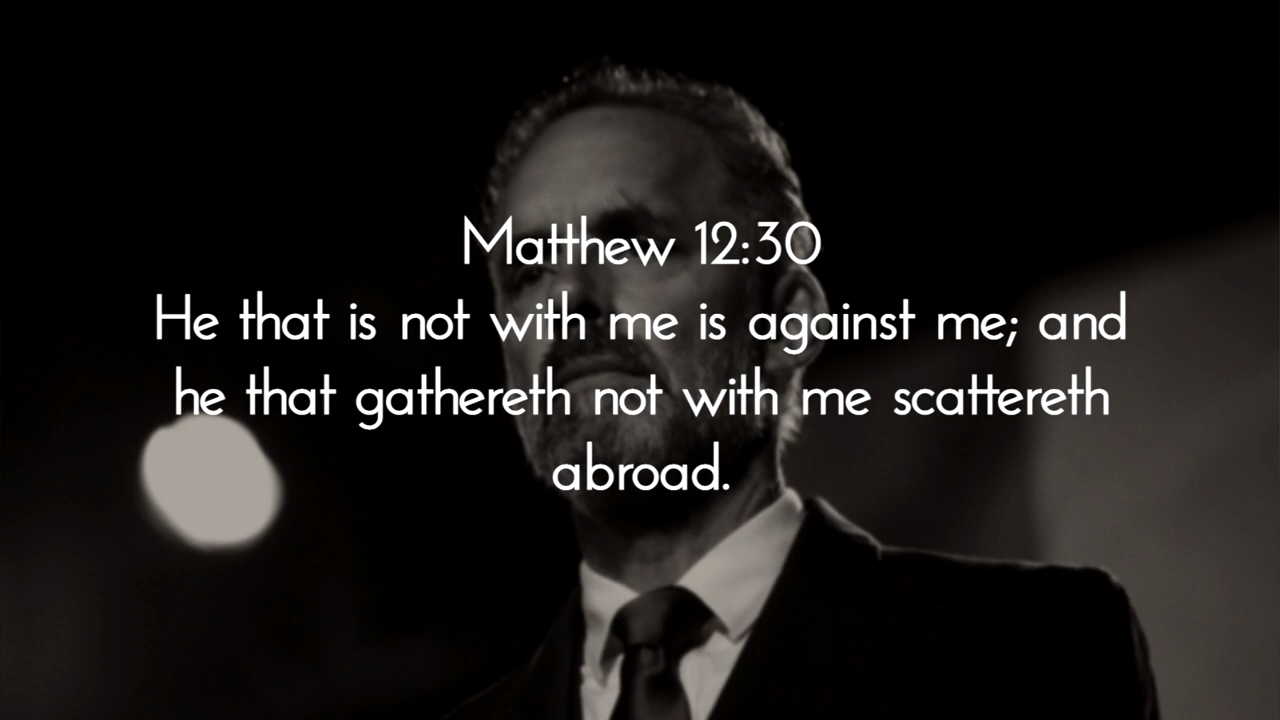 Matthew 12:30
He that is not with me is against me; and
he that gathereth not with me scattereth
abroad.